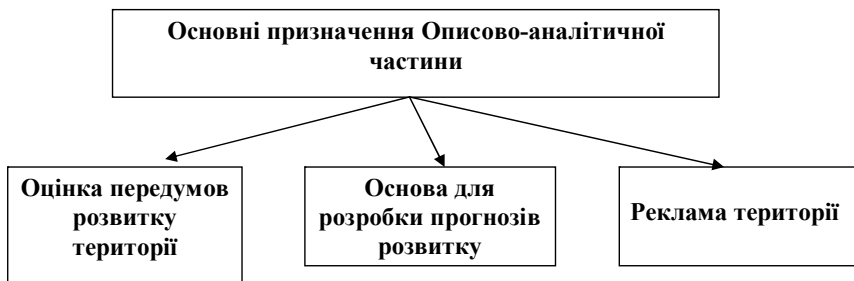 Основні призначення Описово-аналітичної
частини
Оцінка передумов
розвитку
території
Основа для
розробки прогнозів
розвитку
Реклама території